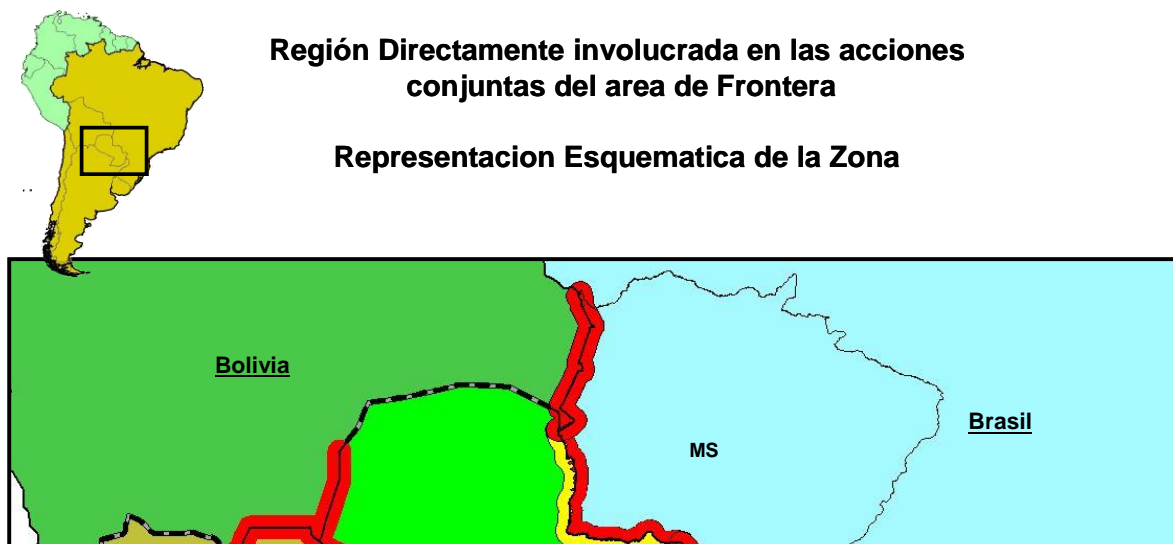 Región Directamente involucrada en las acciones
conjuntas del area de Frontera
Representacion Esquematica de la Zona
Bolivia
Brasil
MS